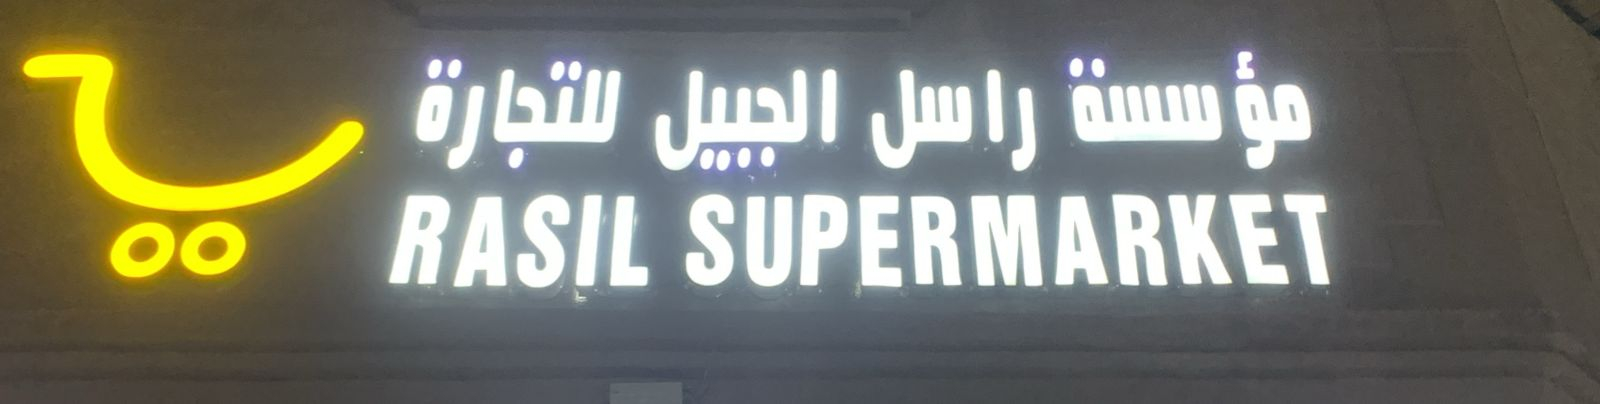 مؤسسة راسل الجبيل للتجارة
RASIL SUPERMARKET